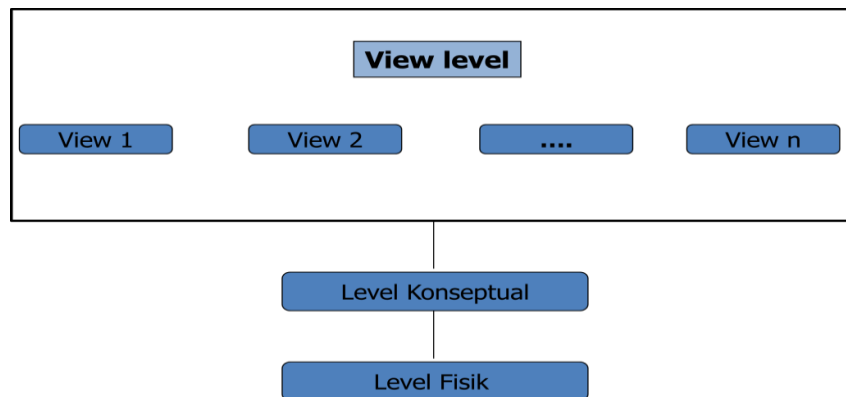 View level
View 1
View 2
....
View n
Level Konseptual
Level Fisik